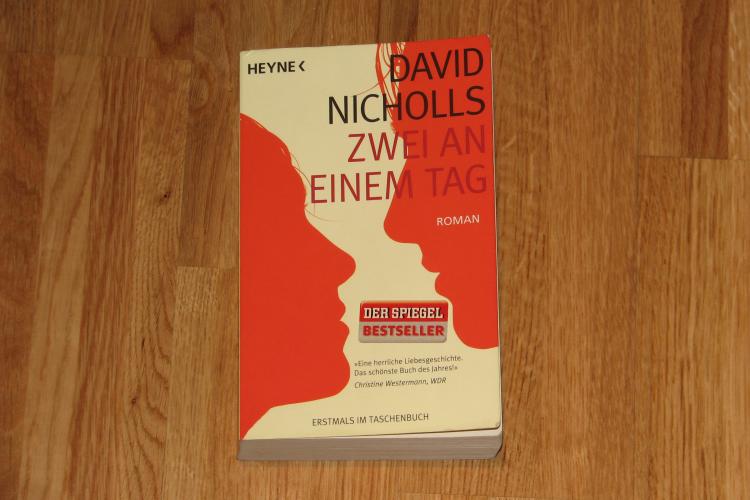 HEYNE<
DAVID
NICHOLLS
ZWEI AN
EINEM TAG
ROMAN
DER SPIEGEL
BESTSELLER
»Eine herrliche Liebesgeschichte.
Das schönste Buch des Jahres!«
Christine Westermann, WDR
ERSTMALS IM TASCHENBUCH